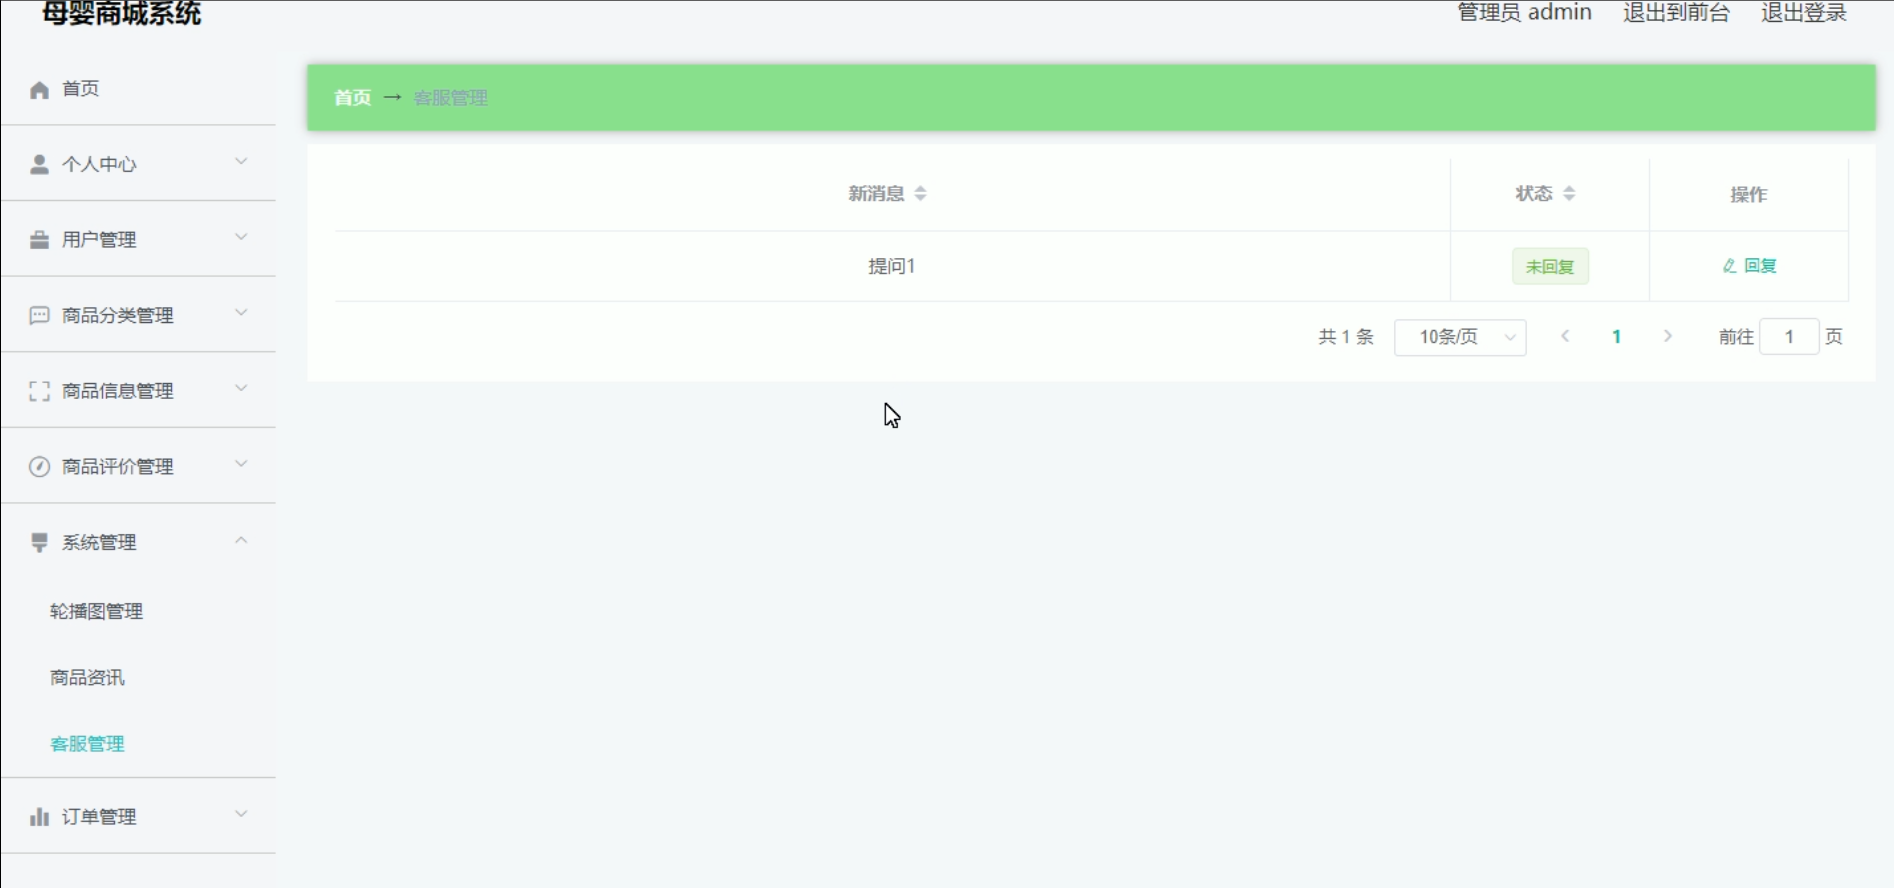 母婴商城系统
管理员 admin 退出到前台 退出登录
首页
个人中心
用户管理
商品分类管理
商品信息管理
商品评价管理
系统管理
轮播图管理
商品资讯
客服管理
订单管理
首页 → 客服管理
新消息 状态 操作
提问1 未回复 回复
共 1 条 10条/页 1 前往 1 页